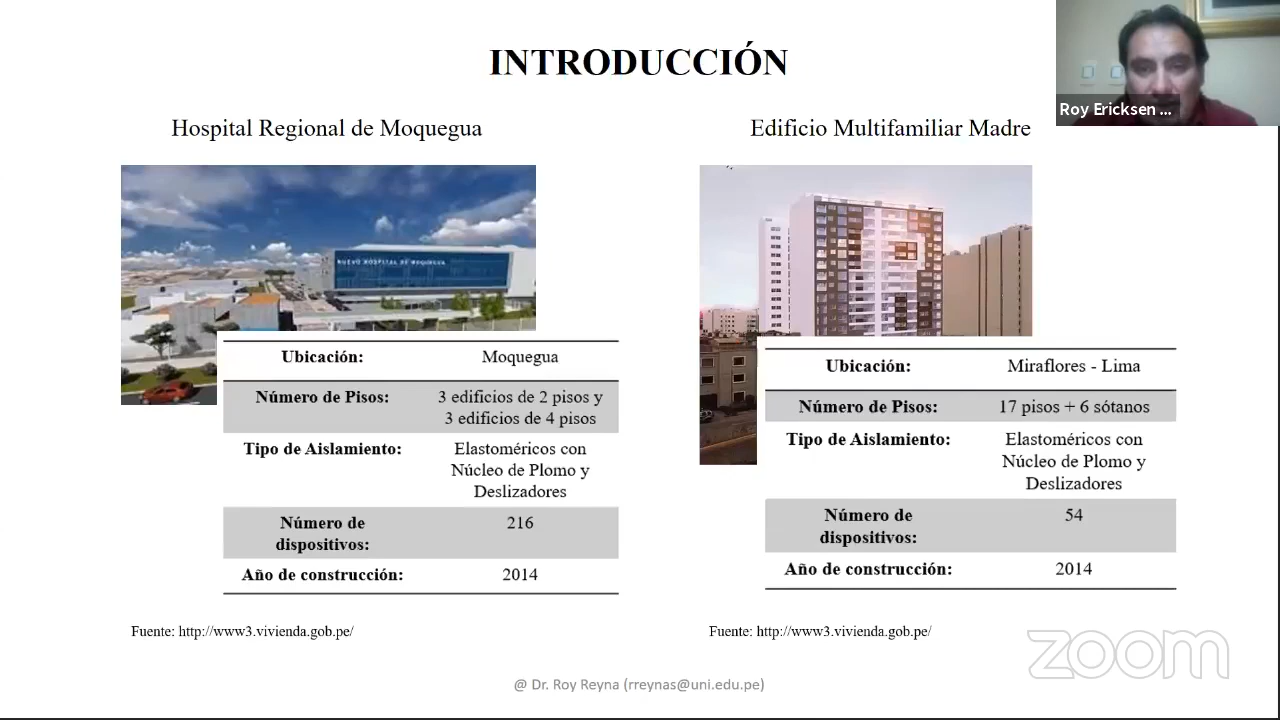 INTRODUCCIÓN
Roy Ericksen ...
Hospital Regional de Moquegua
NUEVO HOSPITAL DE MOQUEGUA
Ubicación: Moquegua
Número de Pisos: 3 edificios de 2 pisos y
3 edificios de 4 pisos
Tipo de Aislamiento: Elastoméricos con
Núcleo de Plomo y
Deslizadores
Número de 216
dispositivos:
Año de construcción: 2014
Fuente: http://www3.vivienda.gob.pe/
Edificio Multifamiliar Madre
Ubicación: Miraflores - Lima
Número de Pisos: 17 pisos + 6 sótanos
Tipo de Aislamiento: Elastoméricos con
Núcleo de Plomo y
Deslizadores
Número de 54
dispositivos:
Año de construcción: 2014
Fuente: http://www3.vivienda.gob.pe/
zoom
@ Dr. Roy Reyna (rreynas@uni.edu.pe)